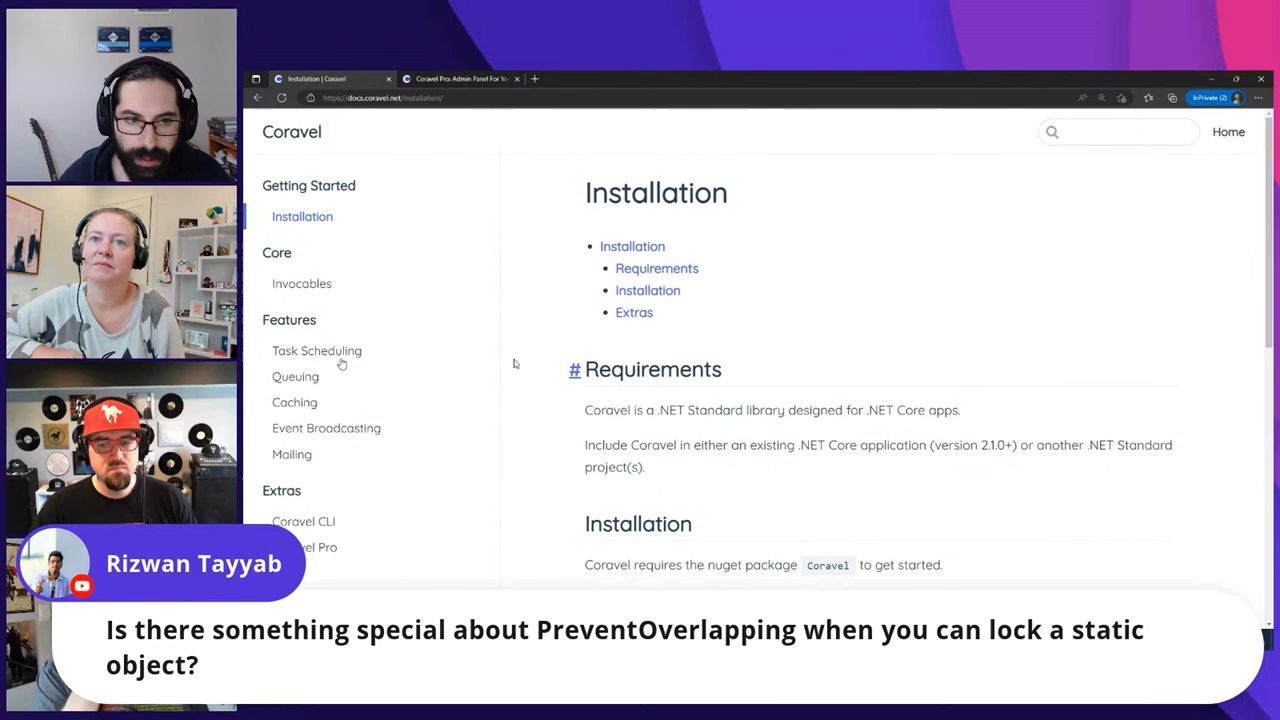 Installation | Coravel
Coravel Pro: Admin Panel For Yo
https://docs.coravel.net/Installation/
InPrivate (2)
Coravel
Home
Getting Started
Installation
Core
Invocables
Features
Task Scheduling
Queuing
Caching
Event Broadcasting
Mailing
Extras
Coravel CLI
vel Pro
Installation
Installation
Requirements
Installation
Extras
# Requirements
Coravel is a .NET Standard library designed for .NET Core apps.
Include Coravel in either an existing .NET Core application (version 2.1.0+) or another .NET Standard
project(s).
Installation
Coravel requires the nuget package Coravel to get started.
Rizwan Tayyab
Is there something special about PreventOverlapping when you can lock a static
object?